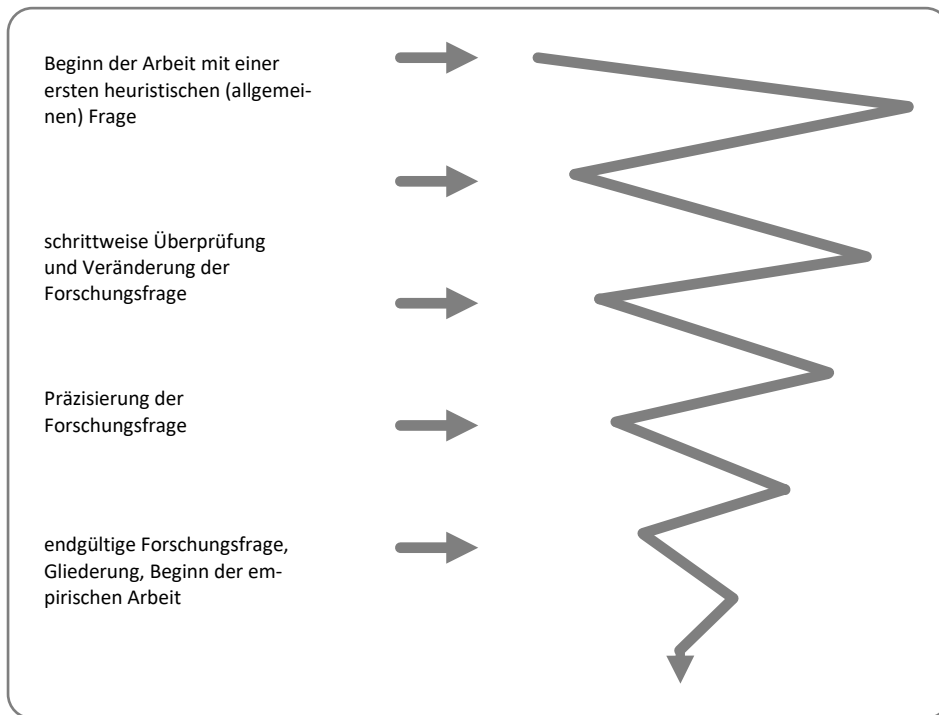 Beginn der Arbeit mit einer
ersten heuristischen (allgemei-
nen) Frage
schrittweise Überprüfung
und Veränderung der
Forschungsfrage
Präzisierung der
Forschungsfrage
endgültige Forschungsfrage,
Gliederung, Beginn der em-
pirischen Arbeit